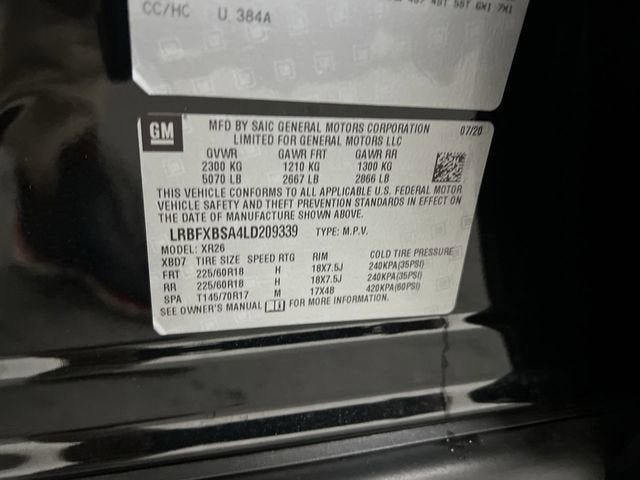 4ST 5ST 6X1 7X1
CC/HC U 384A
GM
MFD BY SAIC GENERAL MOTORS CORPORATION 07/20
LIMITED FOR GENERAL MOTORS LLC
GVWR GAWR FRT GAWR RR
2300 KG 1210 KG 1300 KG
5070 LB 2667 LB 2866 LB
THIS VEHICLE CONFORMS TO ALL APPLICABLE U.S. FEDERAL MOTOR
VEHICLE SAFETY AND THEFT PREVENTION STANDARDS IN EFFECT ON
THE DATE OF MANUFACTURE SHOWN ABOVE.
LRBFXBSA4LD209339 TYPE: M.P.V.
MODEL: XR26
XBD7 TIRE SIZE SPEED RTG RIM COLD TIRE PRESSURE
FRT 225/60R18 H 18X7.5J 240KPA(35PSI)
RR 225/60R18 H 18X7.5J 240KPA(35PSI)
SPA T145/70R17 M 17X4B 420KPA(60PSI)
SEE OWNER'S MANUAL FOR MORE INFORMATION.